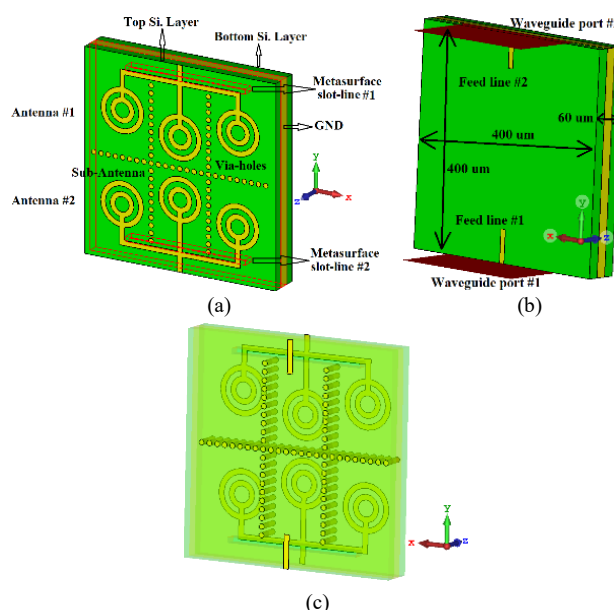 Top Si. Layer
Bottom Si. Layer
Metasurface
slot-line #1
Antenna #1
GND
Via-holes
Sub-Antenna
Antenna #2
y
z
x
Metasurface
slot-line #2
(a)
Waveguide port #
Feed line #2
60 um
400 um
400 um
Feed line #1
y
x
z
Waveguide port #1
(b)
y
x
z
(c)